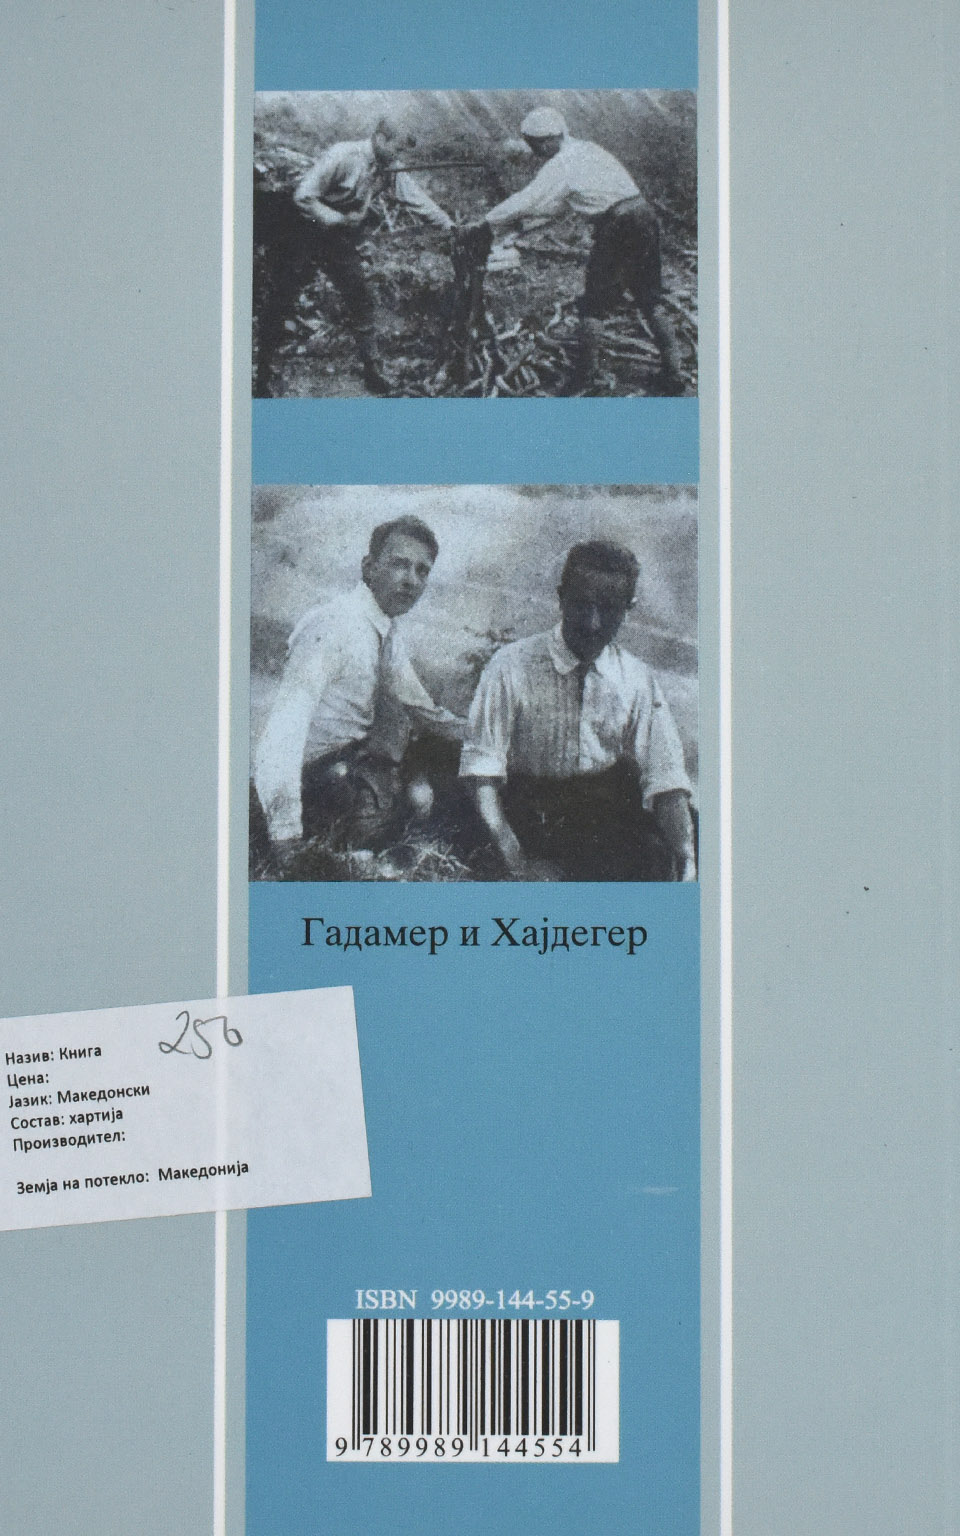 Гадамер и Хајдегер
Назив: Книга 250
Цена:
Јазик: Македонски
Состав: хартија
Производител:
Земја на потекло: Македонија
ISBN 9989-144-55-9
9 789989 144554